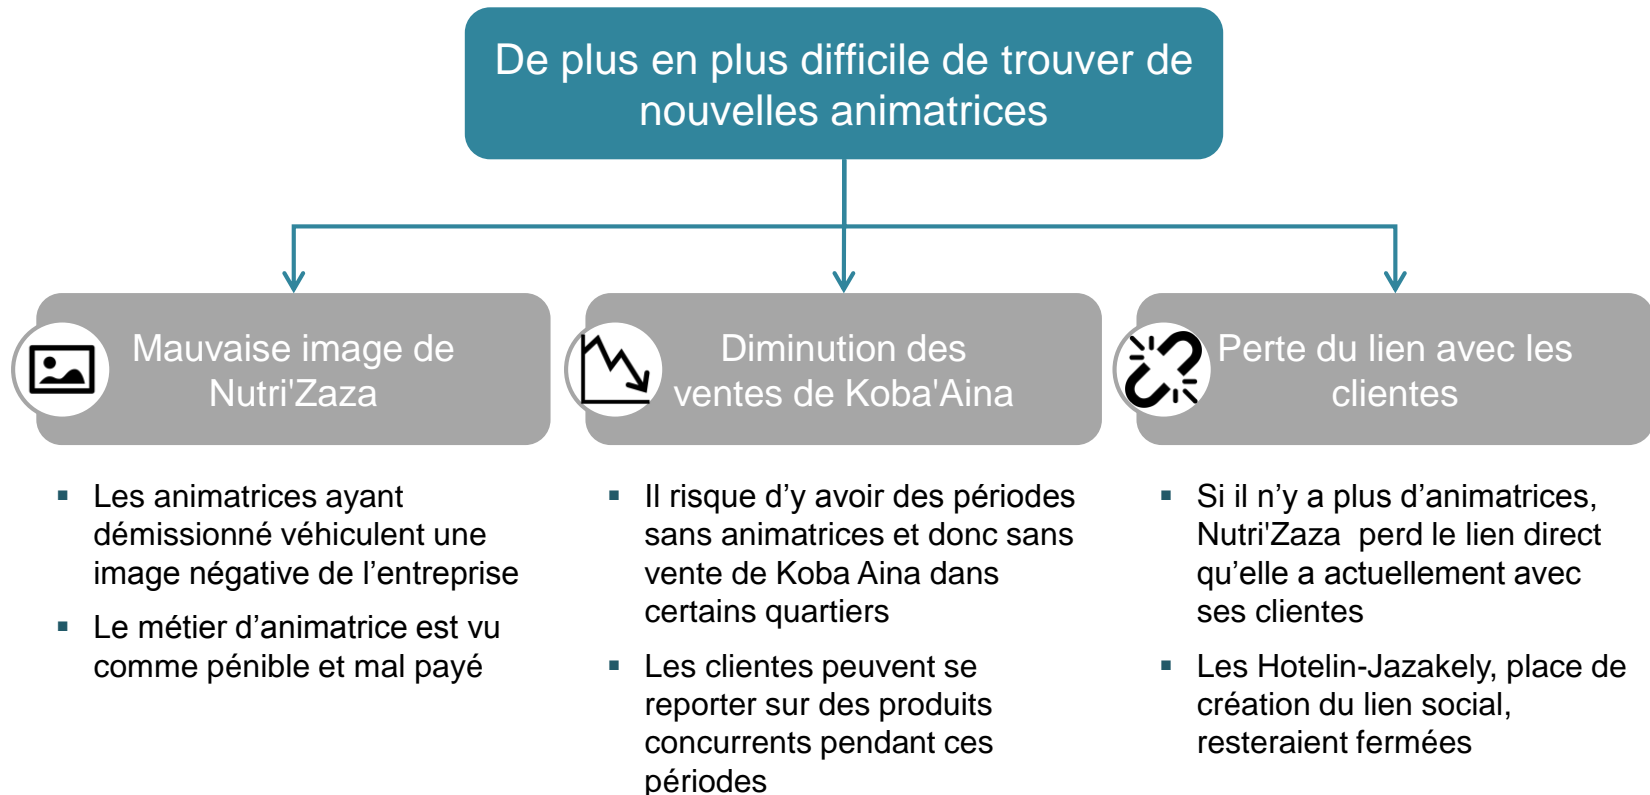 De plus en plus difficile de trouver de
nouvelles animatrices
Mauvaise image de
Nutri'Zaza
▪ Les animatrices ayant
démissionné véhiculent une
image négative de l’entreprise
▪ Le métier d’animatrice est vu
comme pénible et mal payé
Diminution des
ventes de Koba'Aina
▪ Il risque d’y avoir des périodes
sans animatrices et donc sans
vente de Koba Aina dans
certains quartiers
▪ Les clientes peuvent se
reporter sur des produits
concurrents pendant ces
périodes
Perte du lien avec les
clientes
▪ Si il n’y a plus d’animatrices,
Nutri'Zaza perd le lien direct
qu’elle a actuellement avec
ses clientes
▪ Les Hotelin-Jazakely, place de
création du lien social,
resteraient fermées